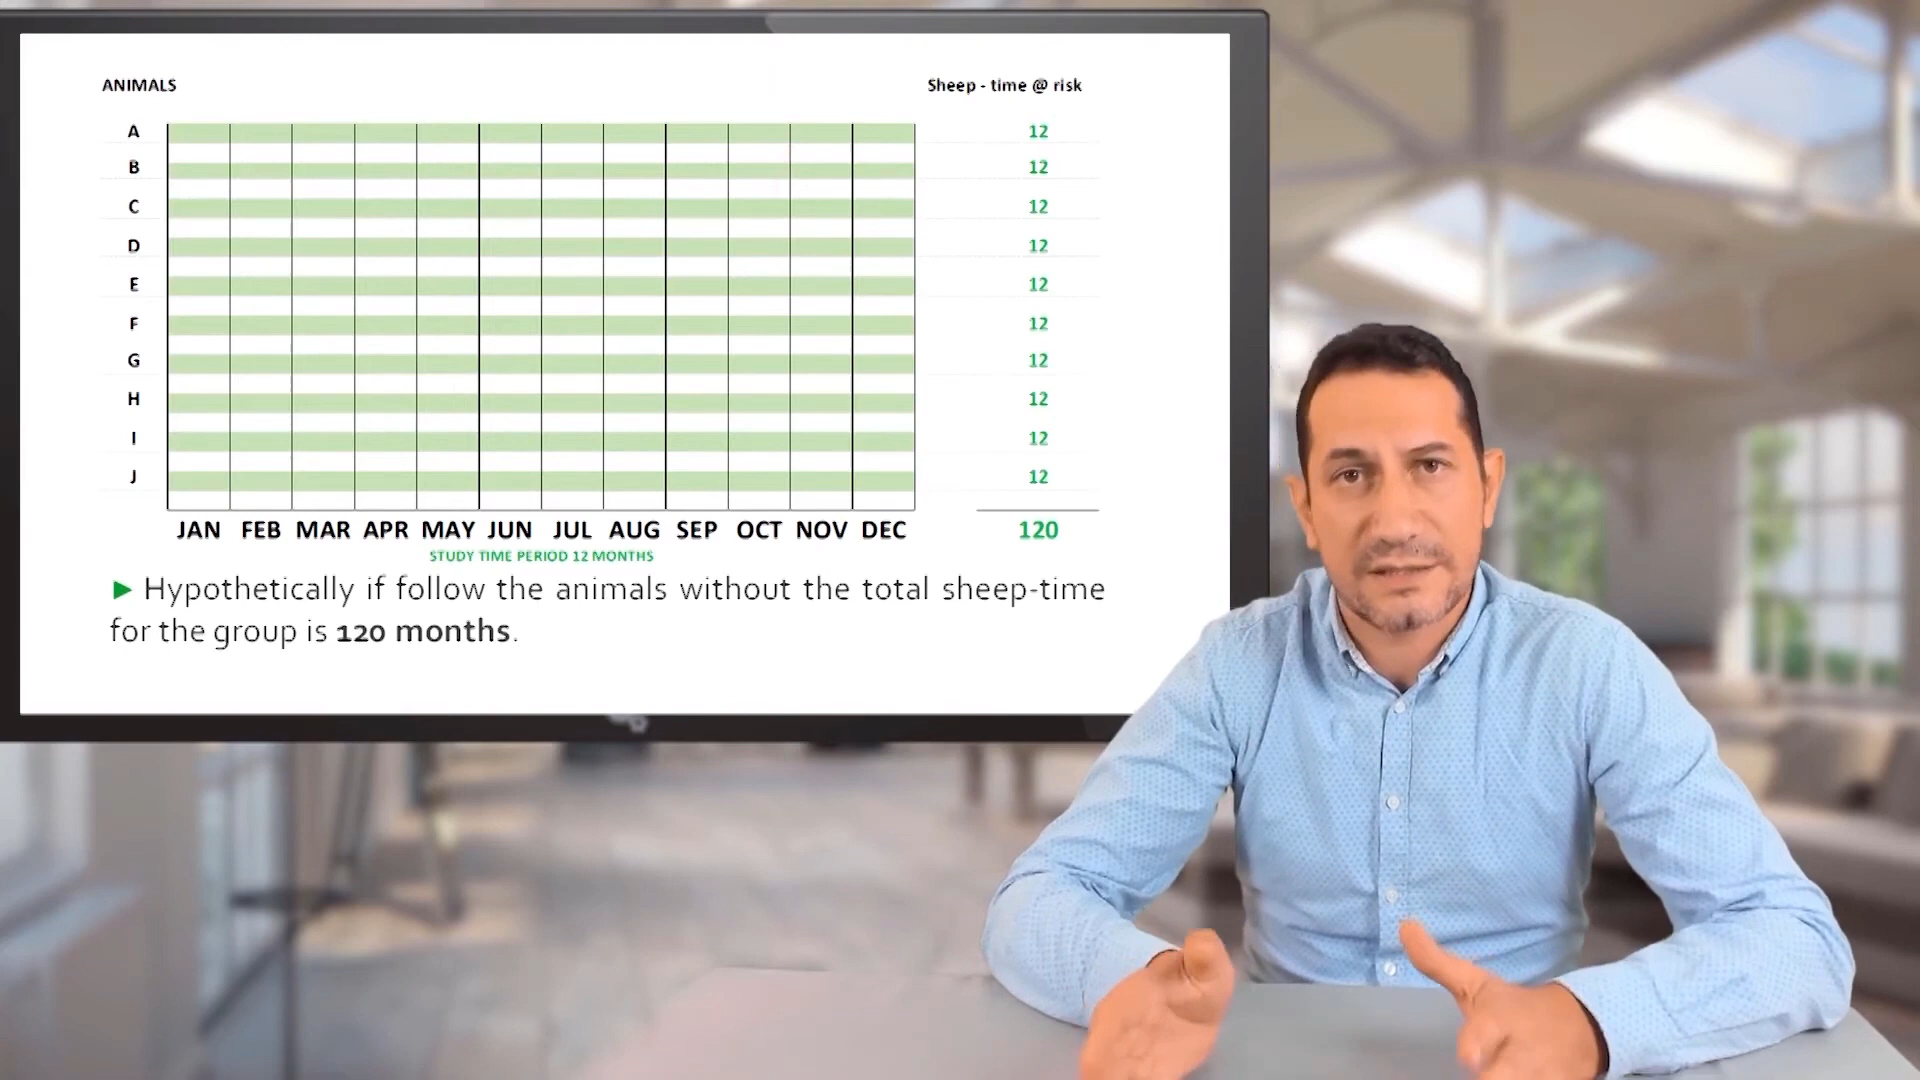 ANIMALS Sheep - time @ risk
A 12
B 12
C 12
D 12
E 12
F 12
G 12
H 12
I 12
J 12
JAN FEB MAR APR MAY JUN JUL AUG SEP OCT NOV DEC 120
STUDY TIME PERIOD 12 MONTHS
► Hypothetically if follow the animals without the total sheep-time
for the group is 120 months.